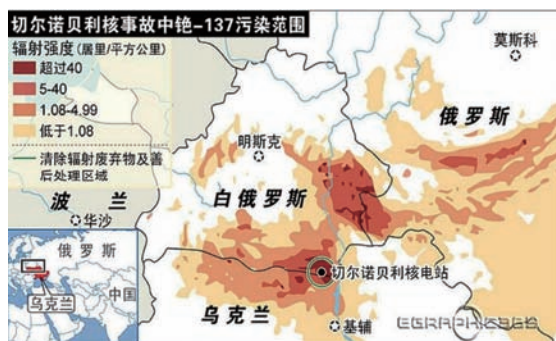 切尔诺贝利核事故中铯-137污染范围
辐射强度(居里/平方公里)
超过40
5-40
1.08-4.99
低于1.08
清除辐射废弃物及善
后处理区域
莫斯科
俄罗斯
明斯克
白俄罗斯
波兰
华沙
切尔诺贝利核电站
乌克兰
基辅
俄罗斯
中国
乌克兰